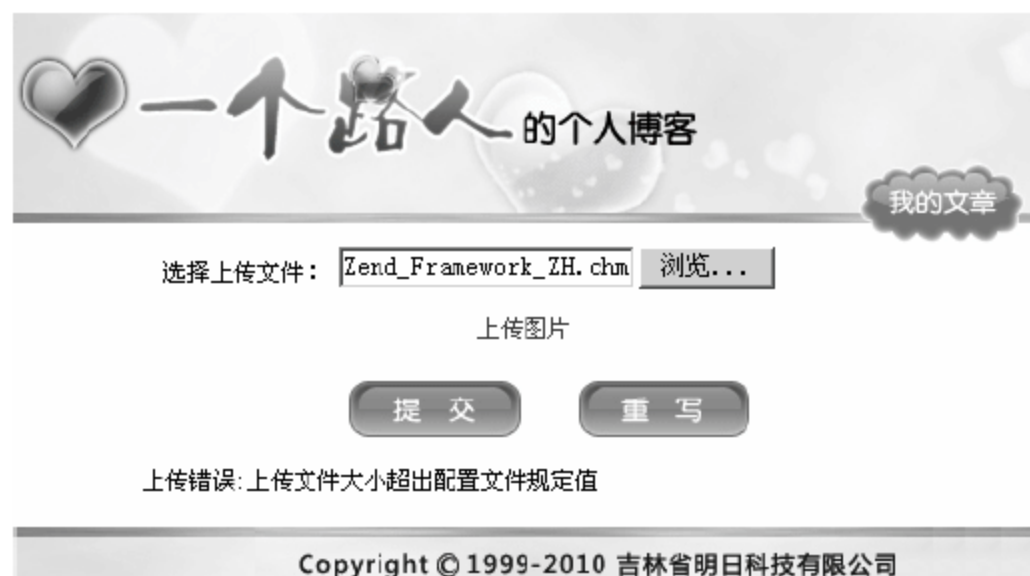 一个路人的个人博客
我的文章
选择上传文件： Zend_Framework_ZH.chm 浏览...
上传图片
提 交 重 写
上传错误:上传文件大小超出配置文件规定值
Copyright © 1999-2010 吉林省明日科技有限公司